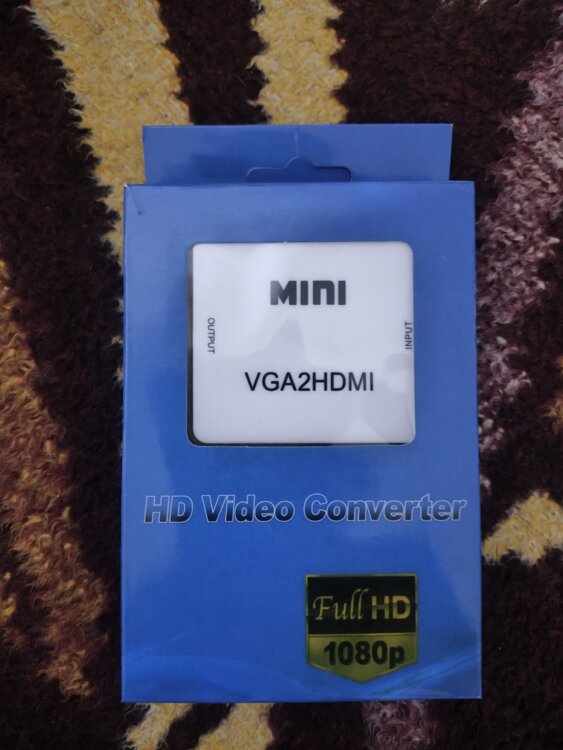 MINI
OUTPUT
INPUT
VGA2HDMI
HD Video Converter
Full HD
1080p